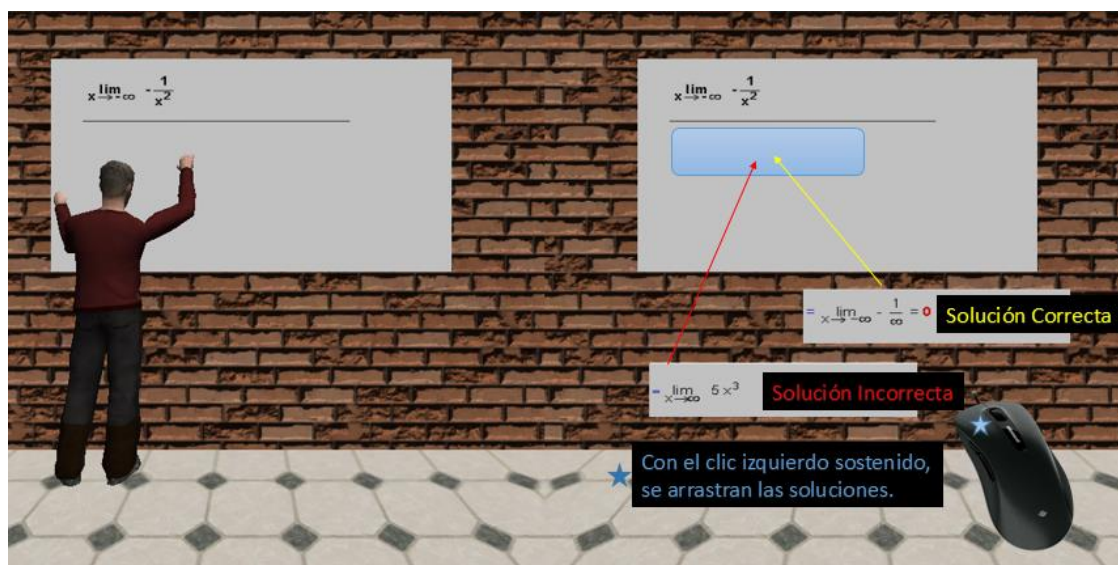 lim x→-∞ - 1/x²
lim x→-∞ - 1/x²
= lim x→-∞ - 1/∞ = 0
Solución Correcta
= lim x→∞ 5x³
Solución Incorrecta
Con el clic izquierdo sostenido,
se arrastran las soluciones.